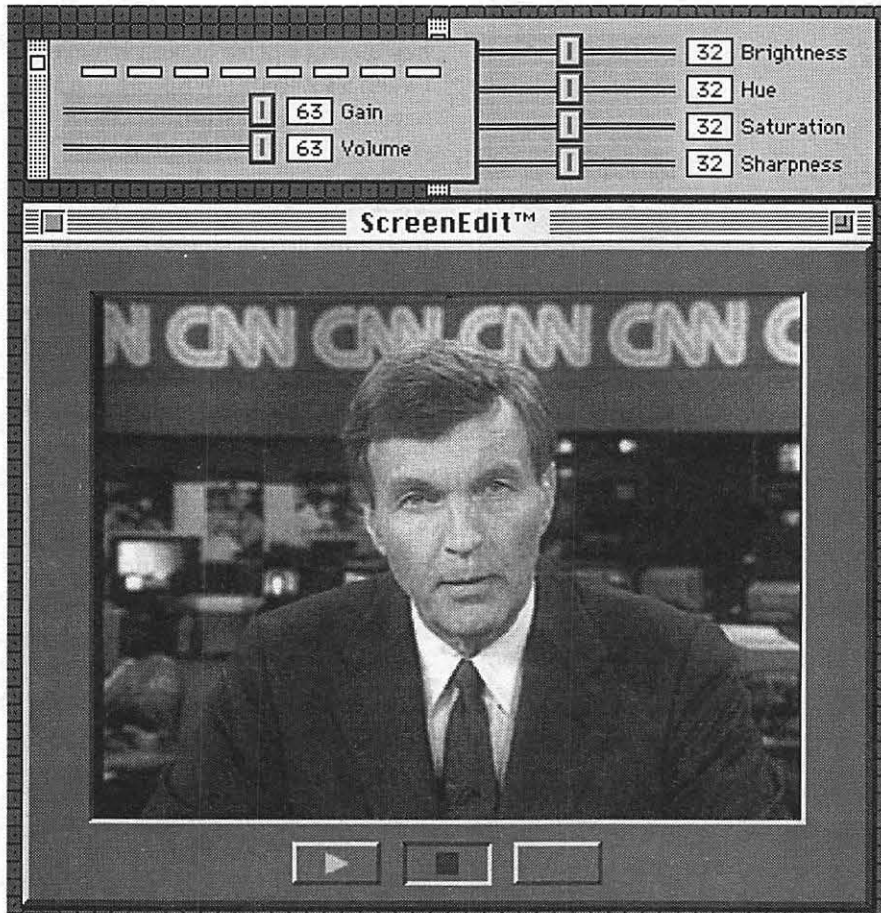 63 Gain
63 Volume
32 Brightness
32 Hue
32 Saturation
32 Sharpness
ScreenEdit™
N CNN CNN CNN CNN C